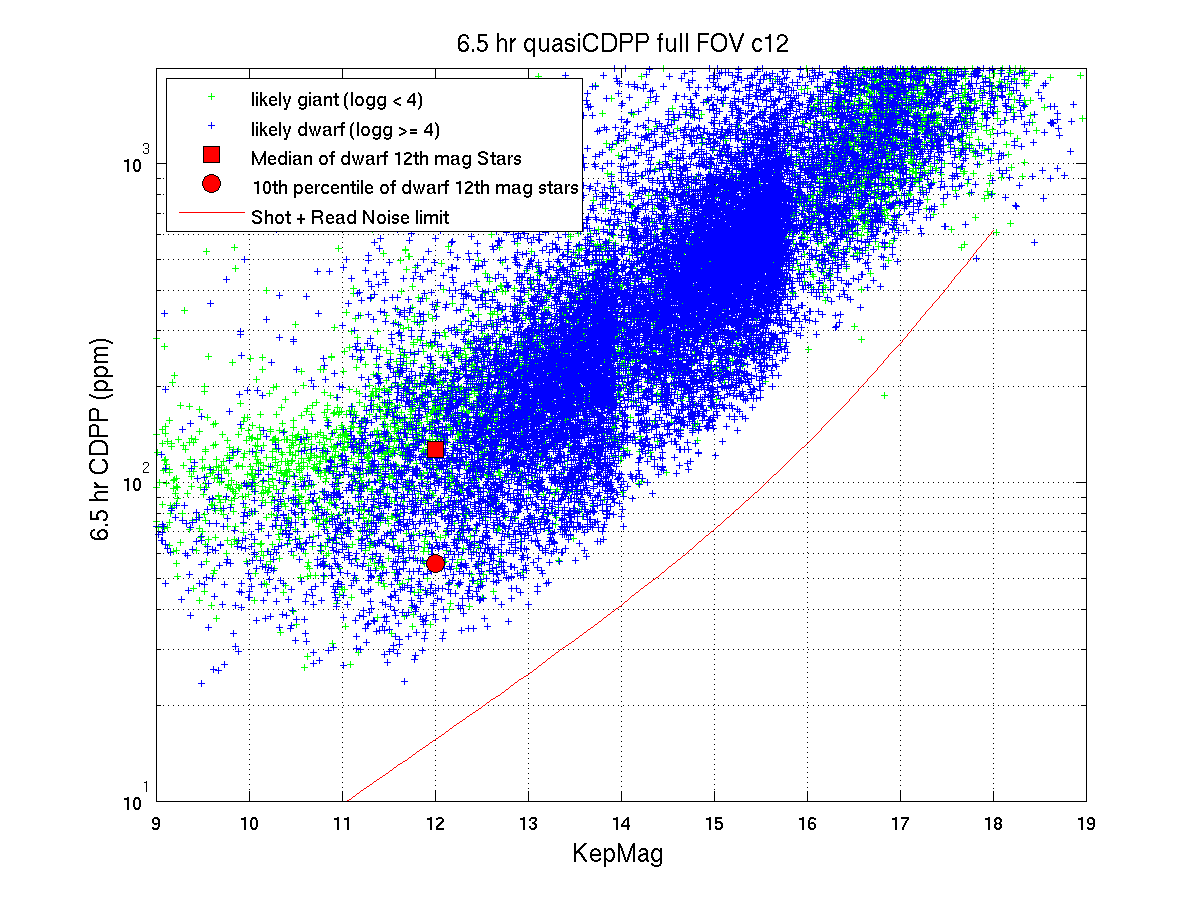 6.5 hr quasiCDPP full FOV c12
likely giant (logg < 4)
likely dwarf (logg >= 4)
Median of dwarf 12th mag Stars
10th percentile of dwarf 12th mag stars
Shot + Read Noise limit
6.5 hr CDPP (ppm)
10^3
10^2
10^1
9 10 11 12 13 14 15 16 17 18 19
KepMag